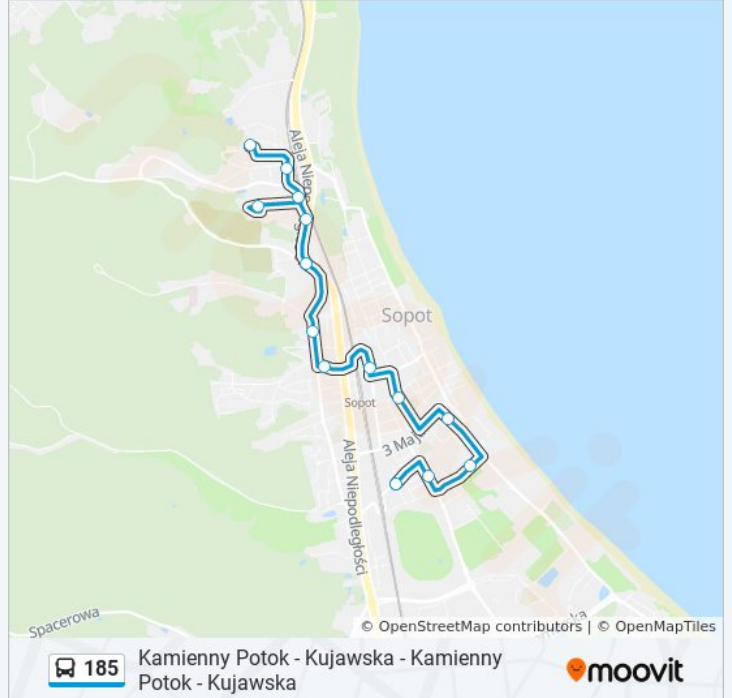 Aleja Niepo
S
Sopot
Sopot
3 Maja
Aleja Niepodległości
Spacerowa
© OpenStreetMap contributors | © OpenMapTiles
185
Kamienny Potok - Kujawska - Kamienny
Potok - Kujawska
moovit